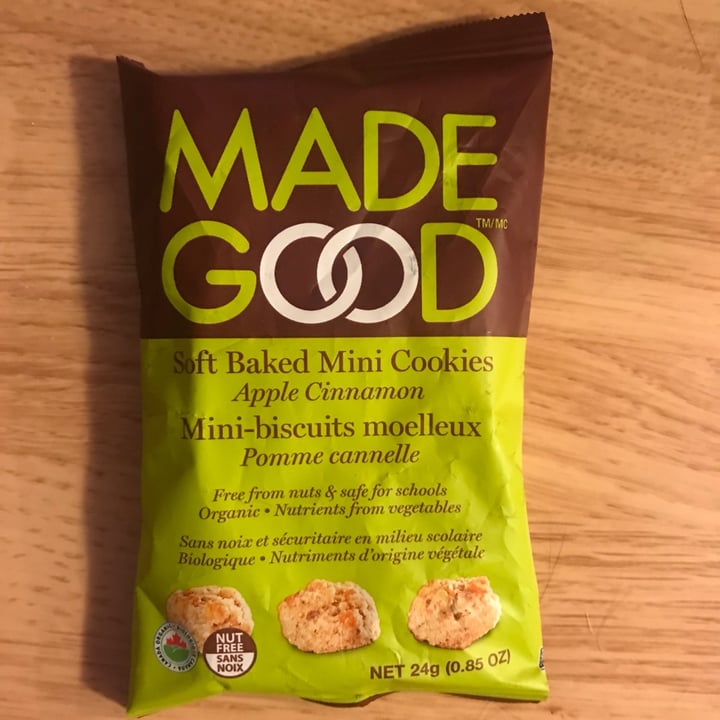 MADE
GOOD
TM/MC
Soft Baked Mini Cookies
Apple Cinnamon
Mini-biscuits moelleux
Pomme cannelle
Free from nuts & safe for schools
Organic • Nutrients from vegetables
Sans noix et sécuritaire en milieu scolaire
Biologique • Nutriments d'origine végétale
NUT
FREE
SANS
NOIX
NET 24g (0.85 OZ)